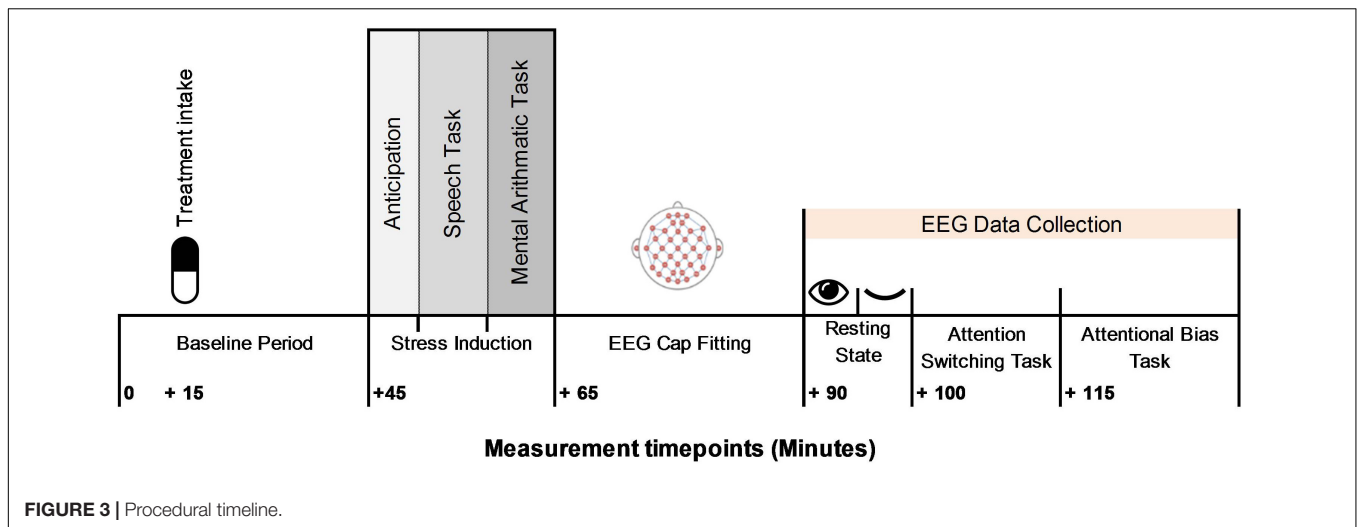 Treatment intake
Anticipation
Speech Task
Mental Arithmatic Task
EEG Data Collection
Baseline Period
Stress Induction
EEG Cap Fitting
Resting
State
Attention
Switching Task
Attentional Bias
Task
0
+ 15
+45
+ 65
+ 90
+ 100
+ 115
Measurement timepoints (Minutes)
FIGURE 3 | Procedural timeline.